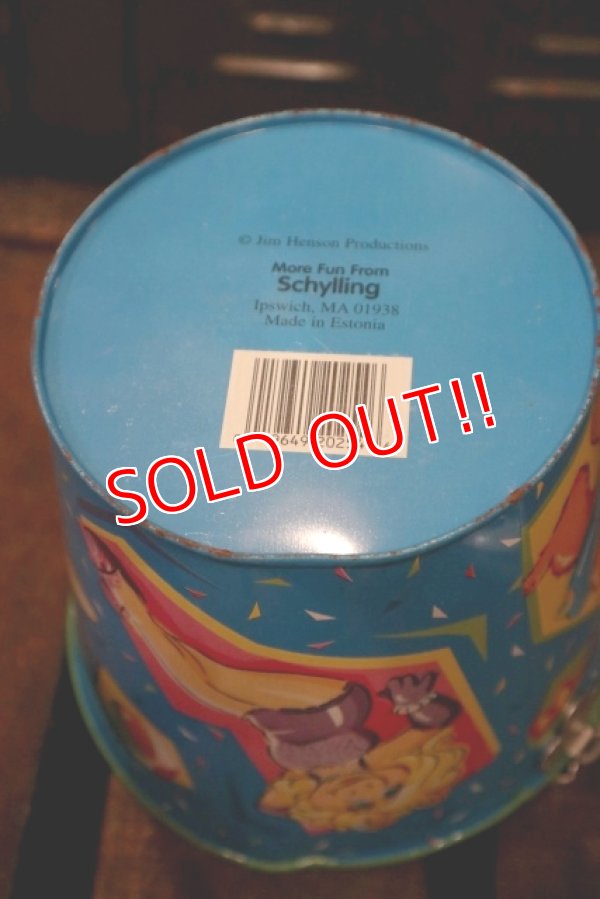 © Jim Henson Productions
More Fun From
Schylling
Ipswich, MA 01938
Made in Estonia
SOLD OUT!!